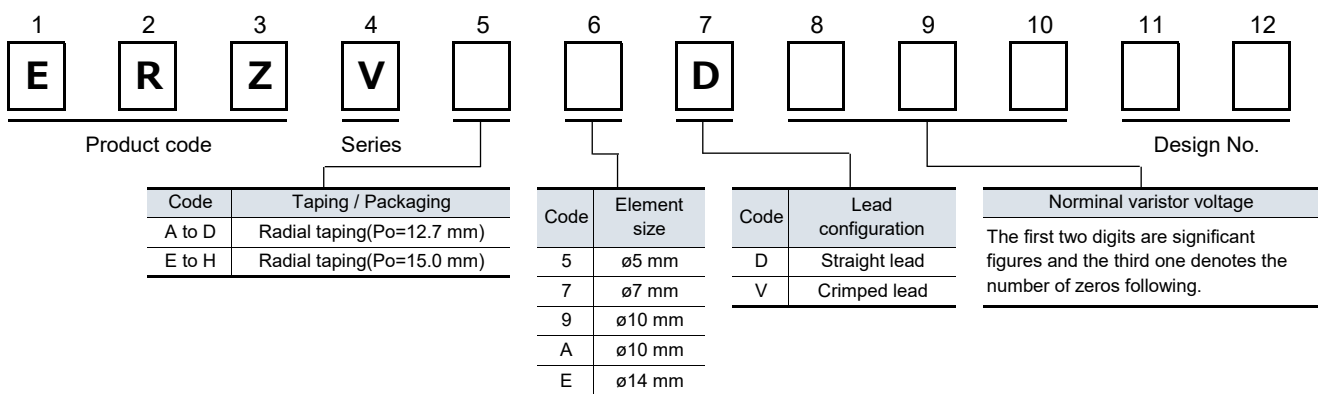 1 2 3 4 5 6 7 8 9 10 11 12
E R Z V D
Product code Series Design No.
Code Taping / Packaging
A to D Radial taping(Po=12.7 mm)
E to H Radial taping(Po=15.0 mm)
Code Element
size
5 ø5 mm
7 ø7 mm
9 ø10 mm
A ø10 mm
E ø14 mm
Code Lead
configuration
D Straight lead
V Crimped lead
Norminal varistor voltage
The first two digits are significant
figures and the third one denotes the
number of zeros following.